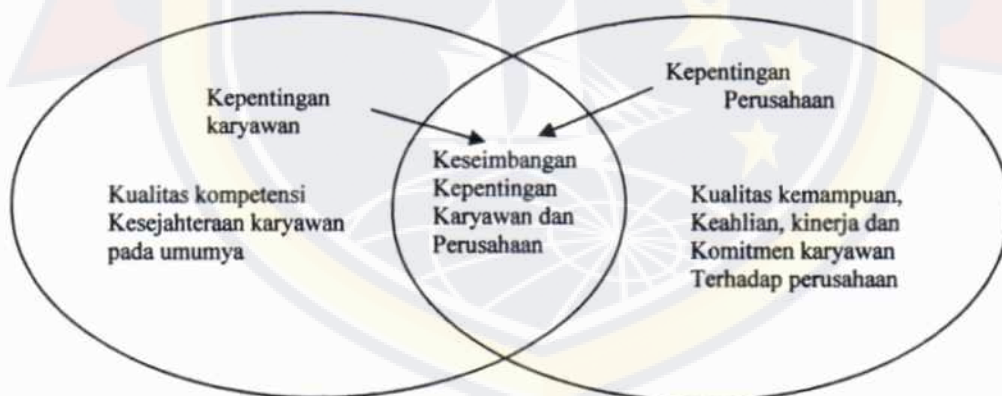 Kepentingan
karyawan
Kualitas kompetensi
Kesejahteraan karyawan
pada umumya
Keseimbangan
Kepentingan
Karyawan dan
Perusahaan
Kepentingan
Perusahaan
Kualitas kemampuan,
Keahlian, kinerja dan
Komitmen karyawan
Terhadap perusahaan